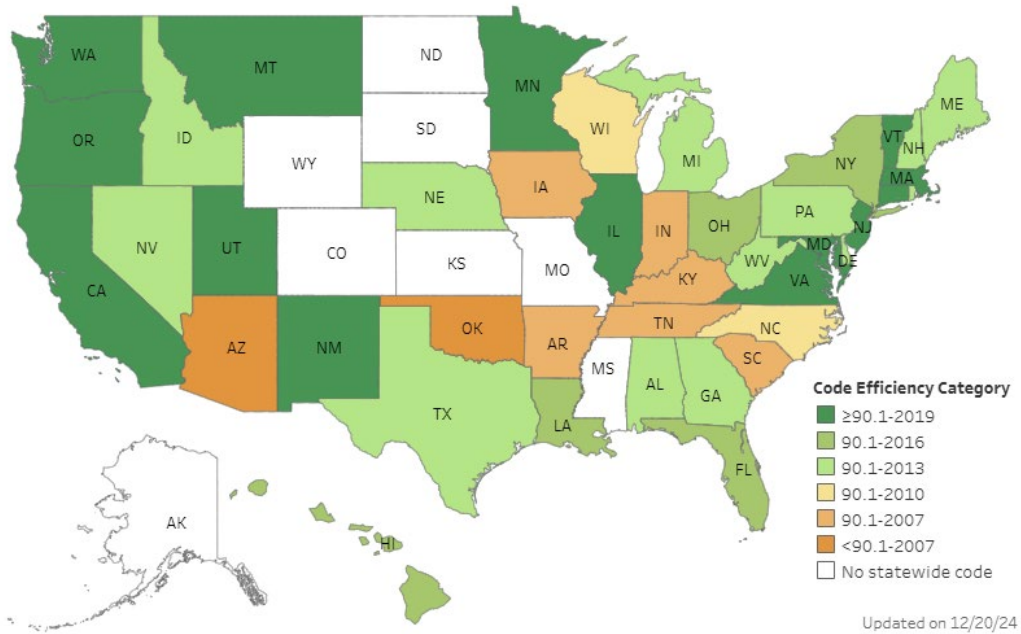 WA
MT
ND
MN
ME
OR
ID
SD
WI
VT
NH
WY
MI
NY
MA
IA
NE
PA
NV
UT
IL
IN
OH
NJ
CO
MD
DE
KS
MO
WV
CA
KY
VA
AZ
NM
OK
AR
TN
NC
MS
SC
TX
AL
GA
LA
FL
AK
HI
Code Efficiency Category
≥90.1-2019
90.1-2016
90.1-2013
90.1-2010
90.1-2007
<90.1-2007
No statewide code
Updated on 12/20/24